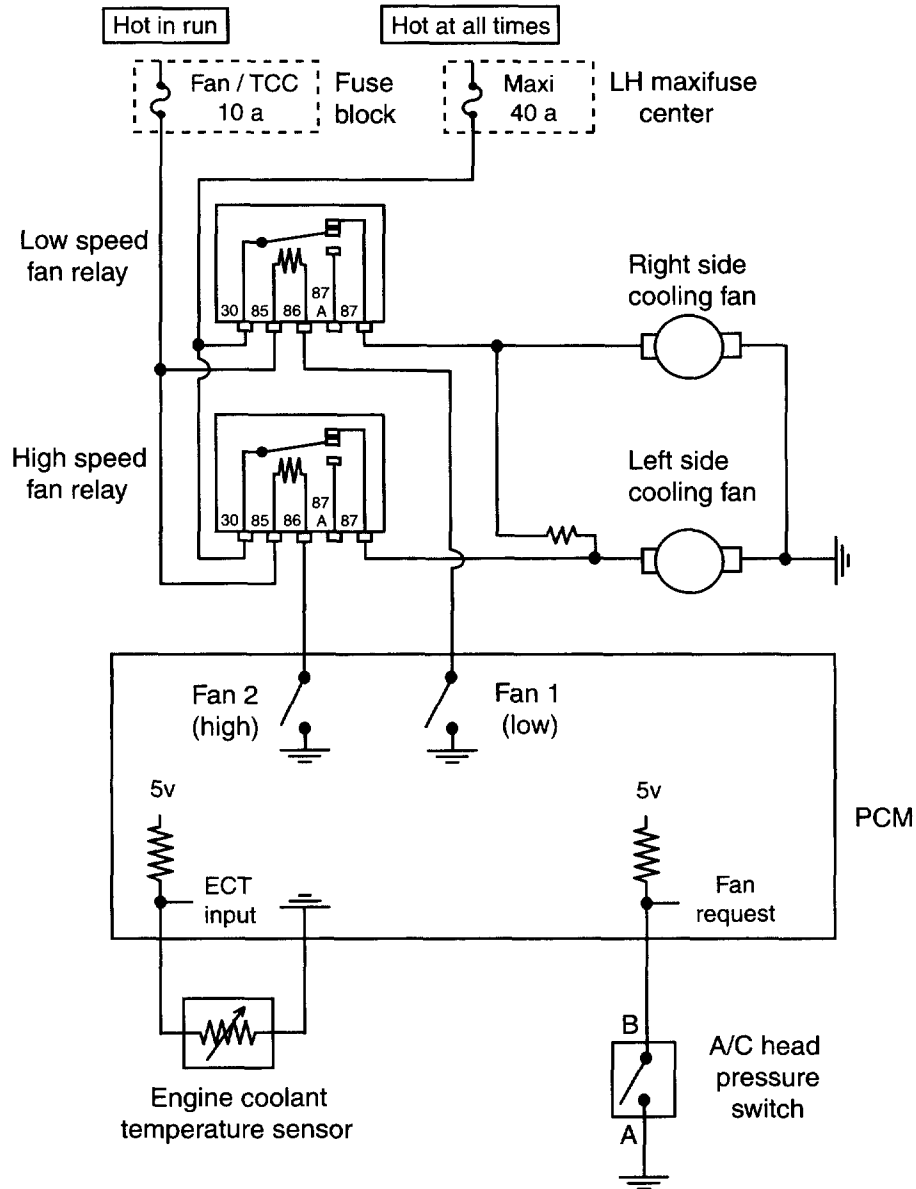 Hot in run
Hot at all times
Fan / TCC
10 a
Fuse
block
Maxi
40 a
LH maxifuse
center
Low speed
fan relay
30 85 86 87
A 87
Right side
cooling fan
High speed
fan relay
30 85 86 87
A 87
Left side
cooling fan
Fan 2
(high)
Fan 1
(low)
5v
5v
PCM
ECT
input
Fan
request
B
A/C head
pressure
switch
A
Engine coolant
temperature sensor